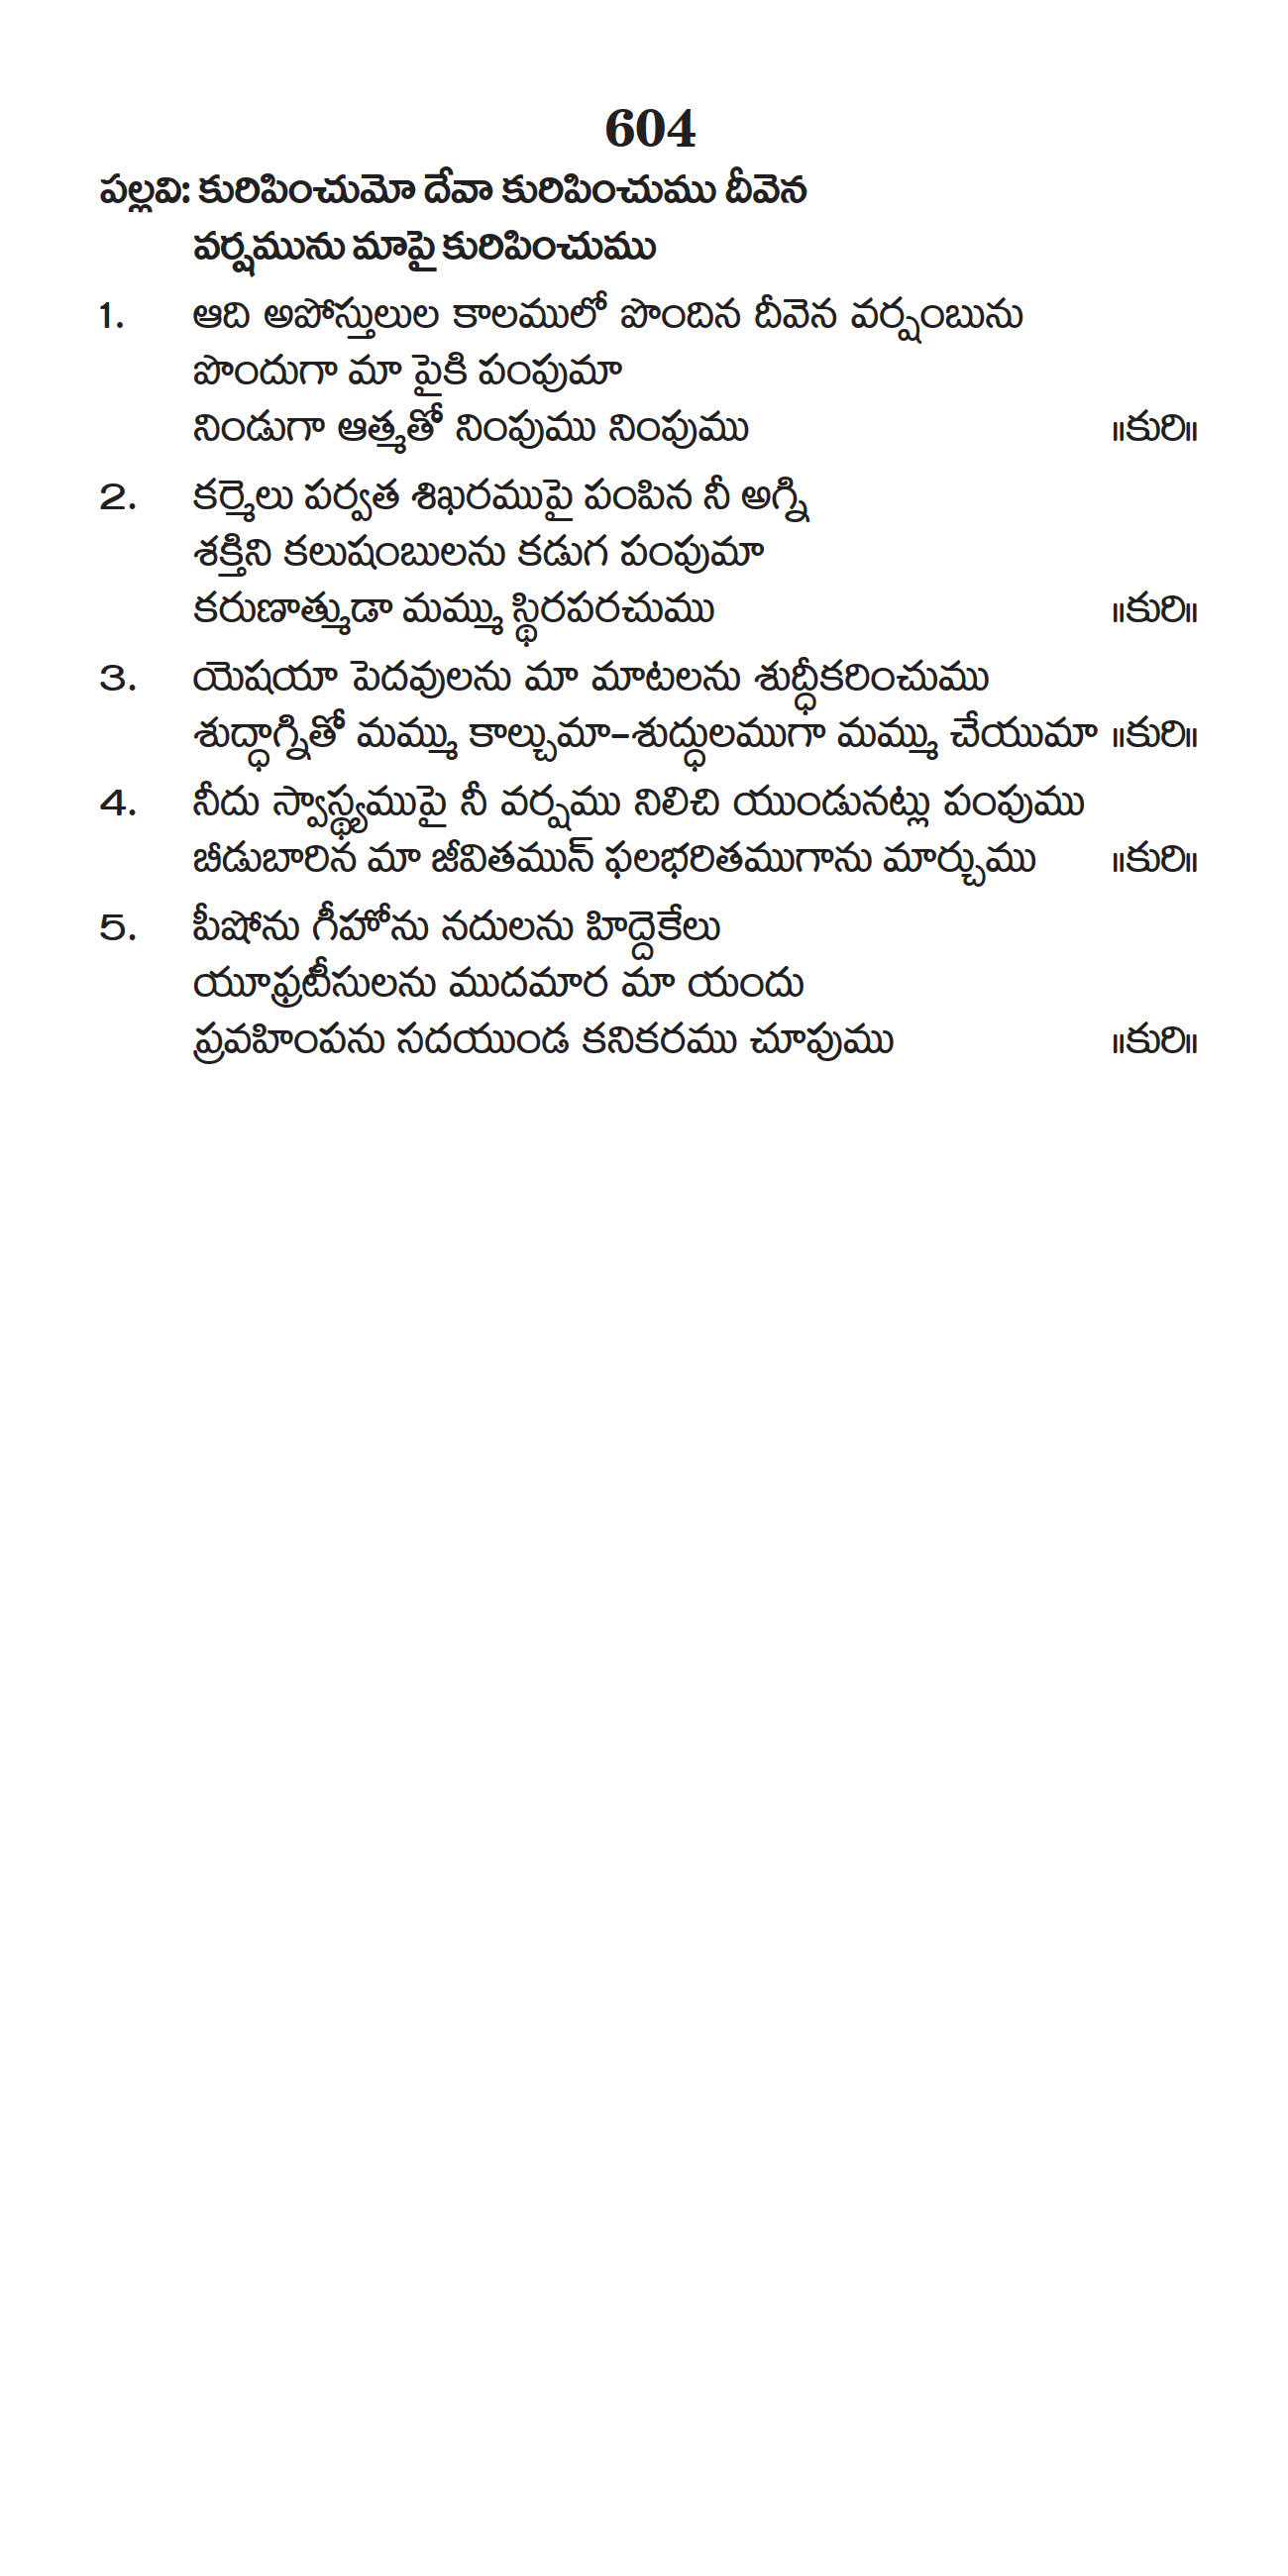 604
పల్లవి: కురిపించుమో దేవా కురిపించుము దీవెన
వర్షమును మాపై కురిపించుము
1. ఆది అపోస్తులుల కాలములో పొందిన దీవెన వర్షంబును
పొందుగా మా పైకి పంపుమా
నిండుగా ఆత్మతో నింపుము నింపుము ॥కురి॥
2. కర్మెలు పర్వత శిఖరముపై పంపిన నీ అగ్ని
శక్తిని కలుషంబులను కడుగ పంపుమా
కరుణాత్ముడా మమ్ము స్థిరపరచుము ॥కురి॥
3. యెషయా పెదవులను మా మాటలను శుద్ధీకరించుము
శుద్ధాగ్నితో మమ్ము కాల్చుమా-శుద్ధులముగా మమ్ము చేయుమా ॥కురి॥
4. నీదు స్వాస్థ్యముపై నీ వర్షము నిలిచి యుండునట్లు పంపుము
బీడుబారిన మా జీవితమున్ ఫలభరితముగాను మార్చుము ॥కురి॥
5. పీషోను గీహోను నదులను హిద్దెకేలు
యూఫ్రటీసులను ముదమార మా యందు
ప్రవహింపను సదయుండ కనికరము చూపుము ॥కురి॥